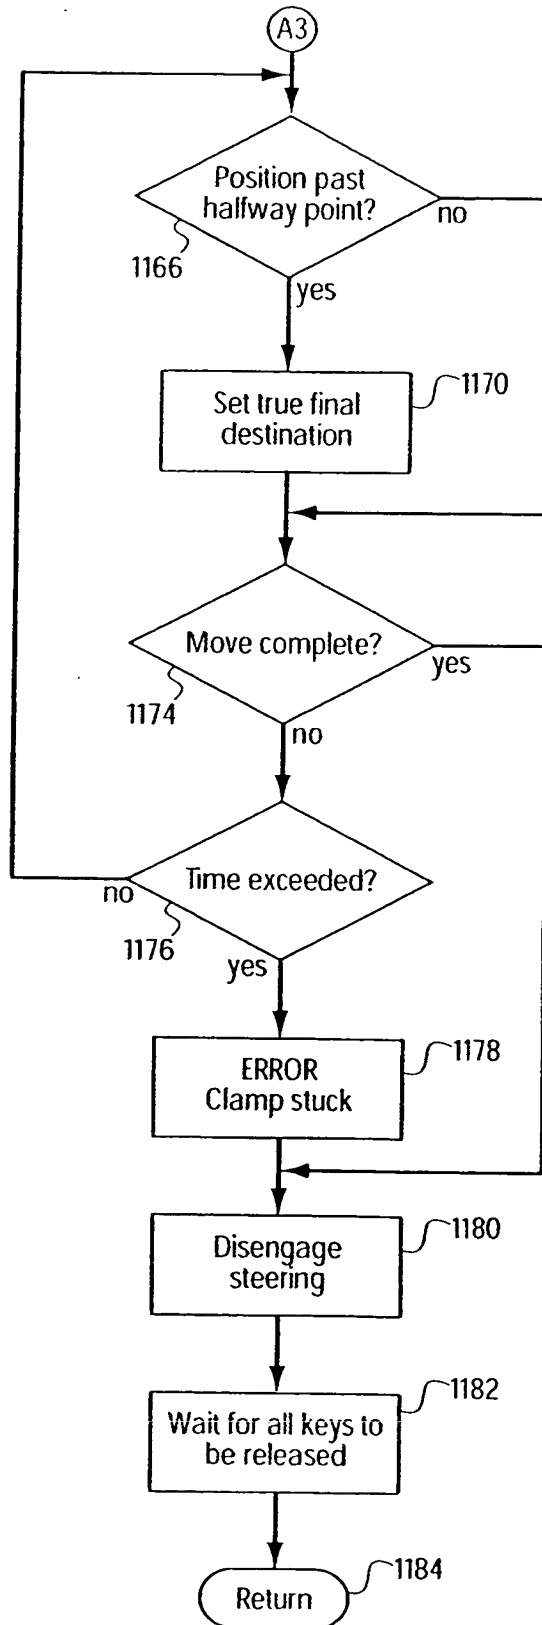 A3
Position past
halfway point?
no
1166
yes
1170
Set true final
destination
Move complete?
yes
1174
no
Time exceeded?
no
1176
yes
1178
ERROR
Clamp stuck
1180
Disengage
steering
1182
Wait for all keys to
be released
1184
Return